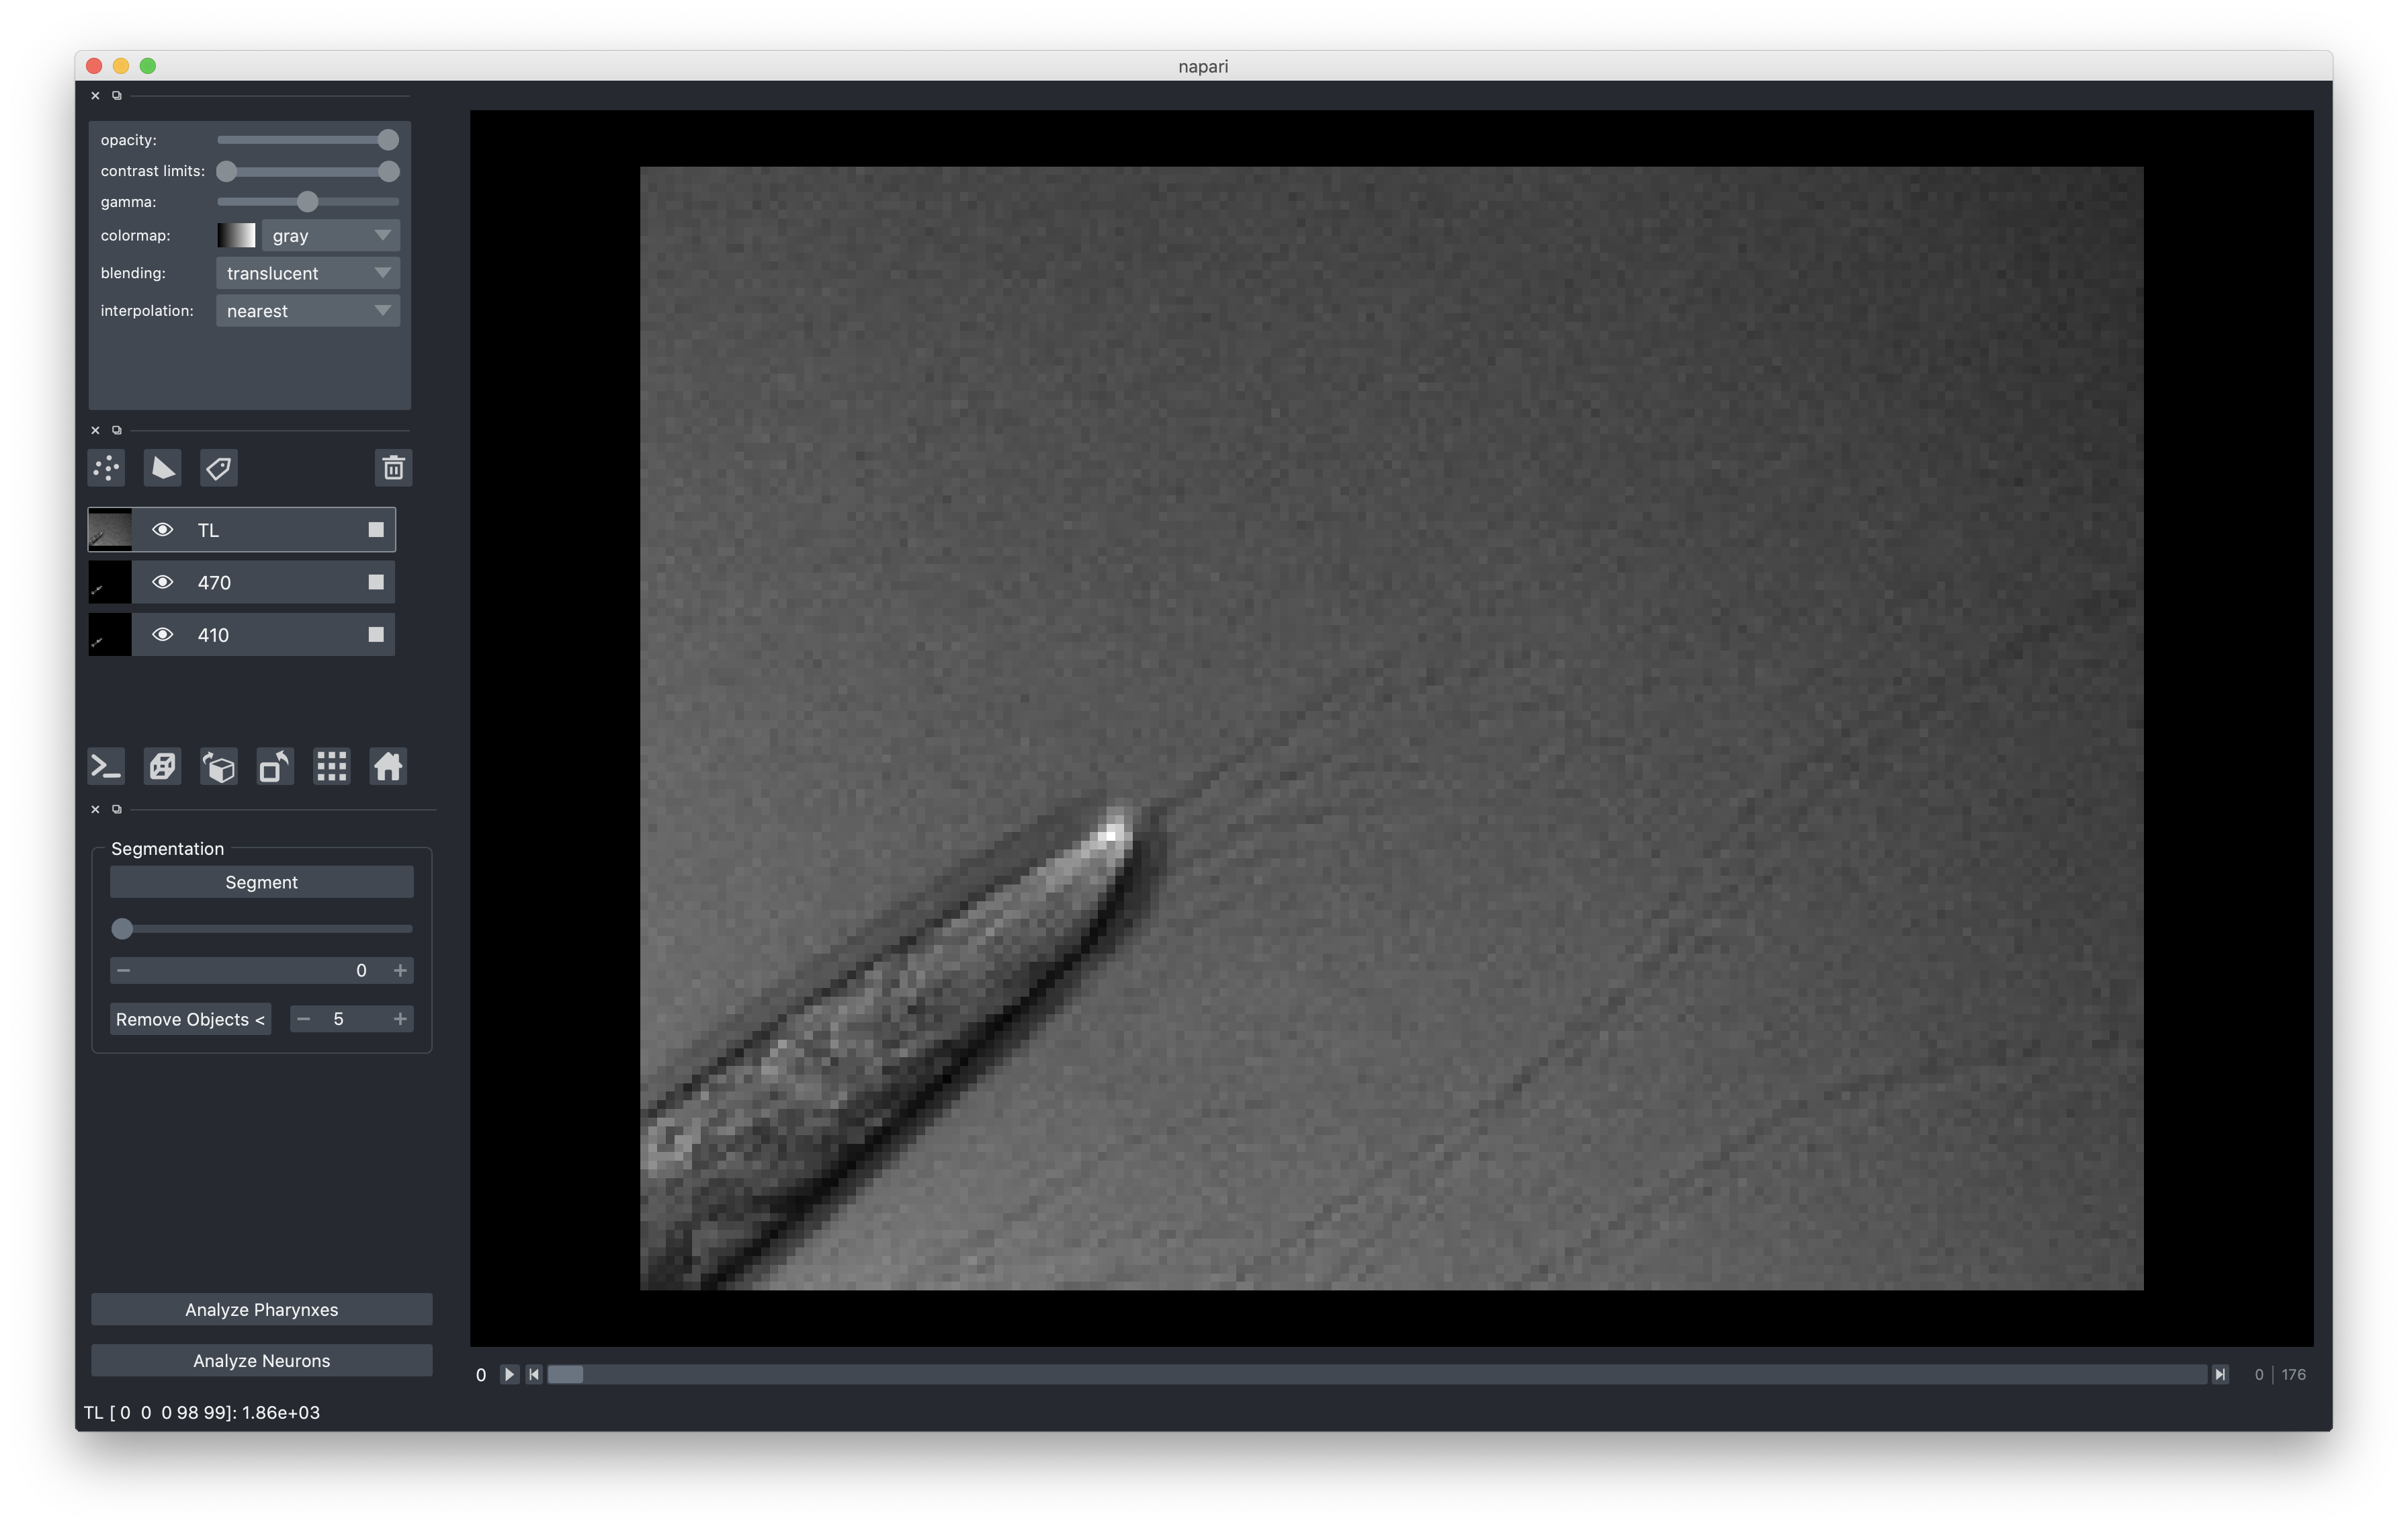 napari
opacity:
contrast limits:
gamma:
colormap: gray
blending: translucent
interpolation: nearest
TL
470
410
Segmentation
Segment
0
Remove Objects < 5
Analyze Pharynxes
Analyze Neurons
0 0 | 176
TL [ 0 0 0 98 99]: 1.86e+03